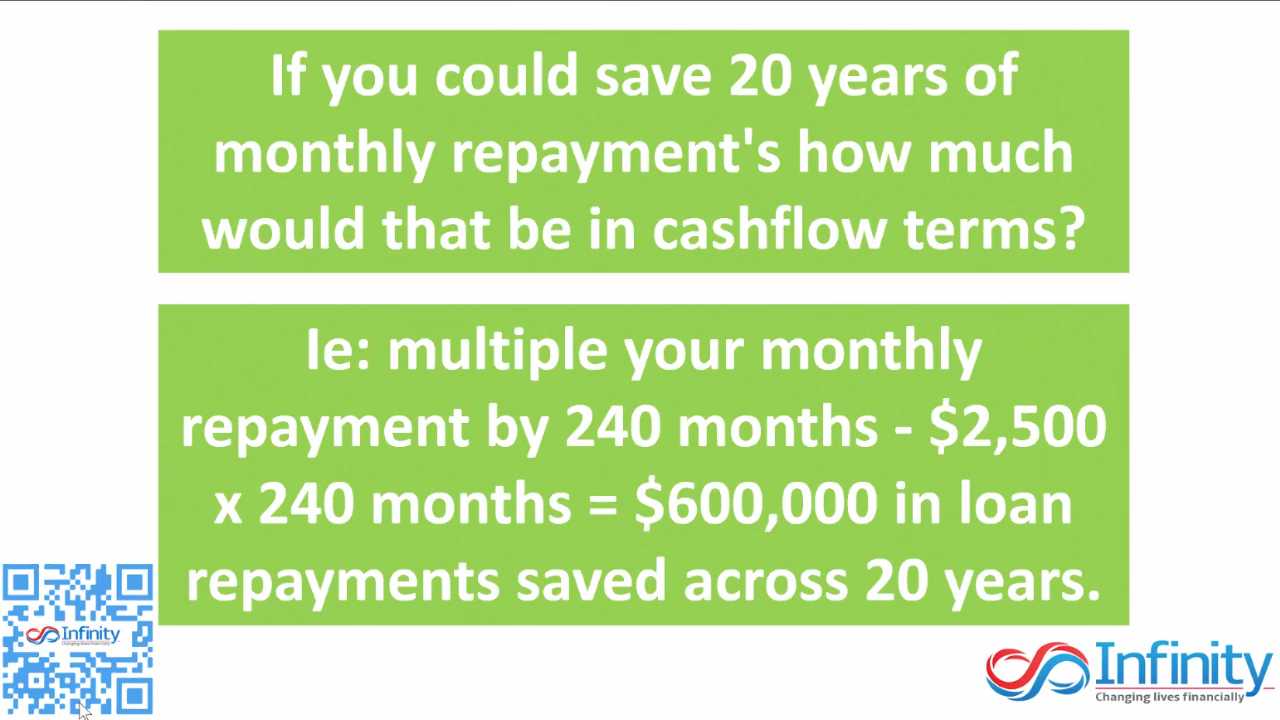 If you could save 20 years of
monthly repayment's how much
would that be in cashflow terms?
Ie: multiple your monthly
repayment by 240 months - $2,500
x 240 months = $600,000 in loan
repayments saved across 20 years.
Infinity
Changing lives financially
Infinity
Changing lives financially